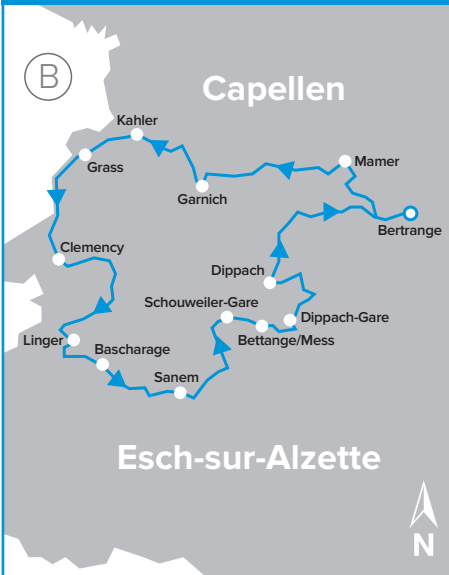 B
Capellen
Kahler
Grass
Mamer
Garnich
Bertrange
Clemency
Dippach
Schouweiler-Gare
Dippach-Gare
Linger
Bettange/Mess
Bascharage
Sanem
Esch-sur-Alzette
N